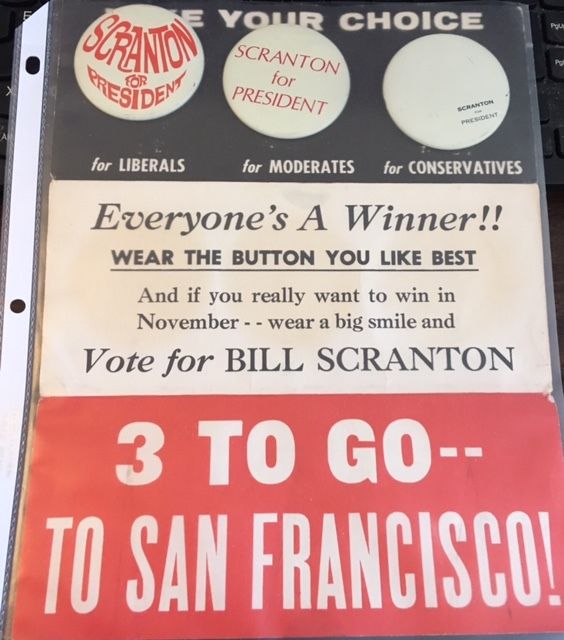 YOUR CHOICE
SCRANTON
FOR
PRESIDENT
SCRANTON
for
PRESIDENT
SCRANTON
FOR
PRESIDENT
for LIBERALS
for MODERATES
for CONSERVATIVES
Everyone's A Winner!!
WEAR THE BUTTON YOU LIKE BEST
And if you really want to win in
November -- wear a big smile and
Vote for BILL SCRANTON
3 TO GO--
TO SAN FRANCISCO!